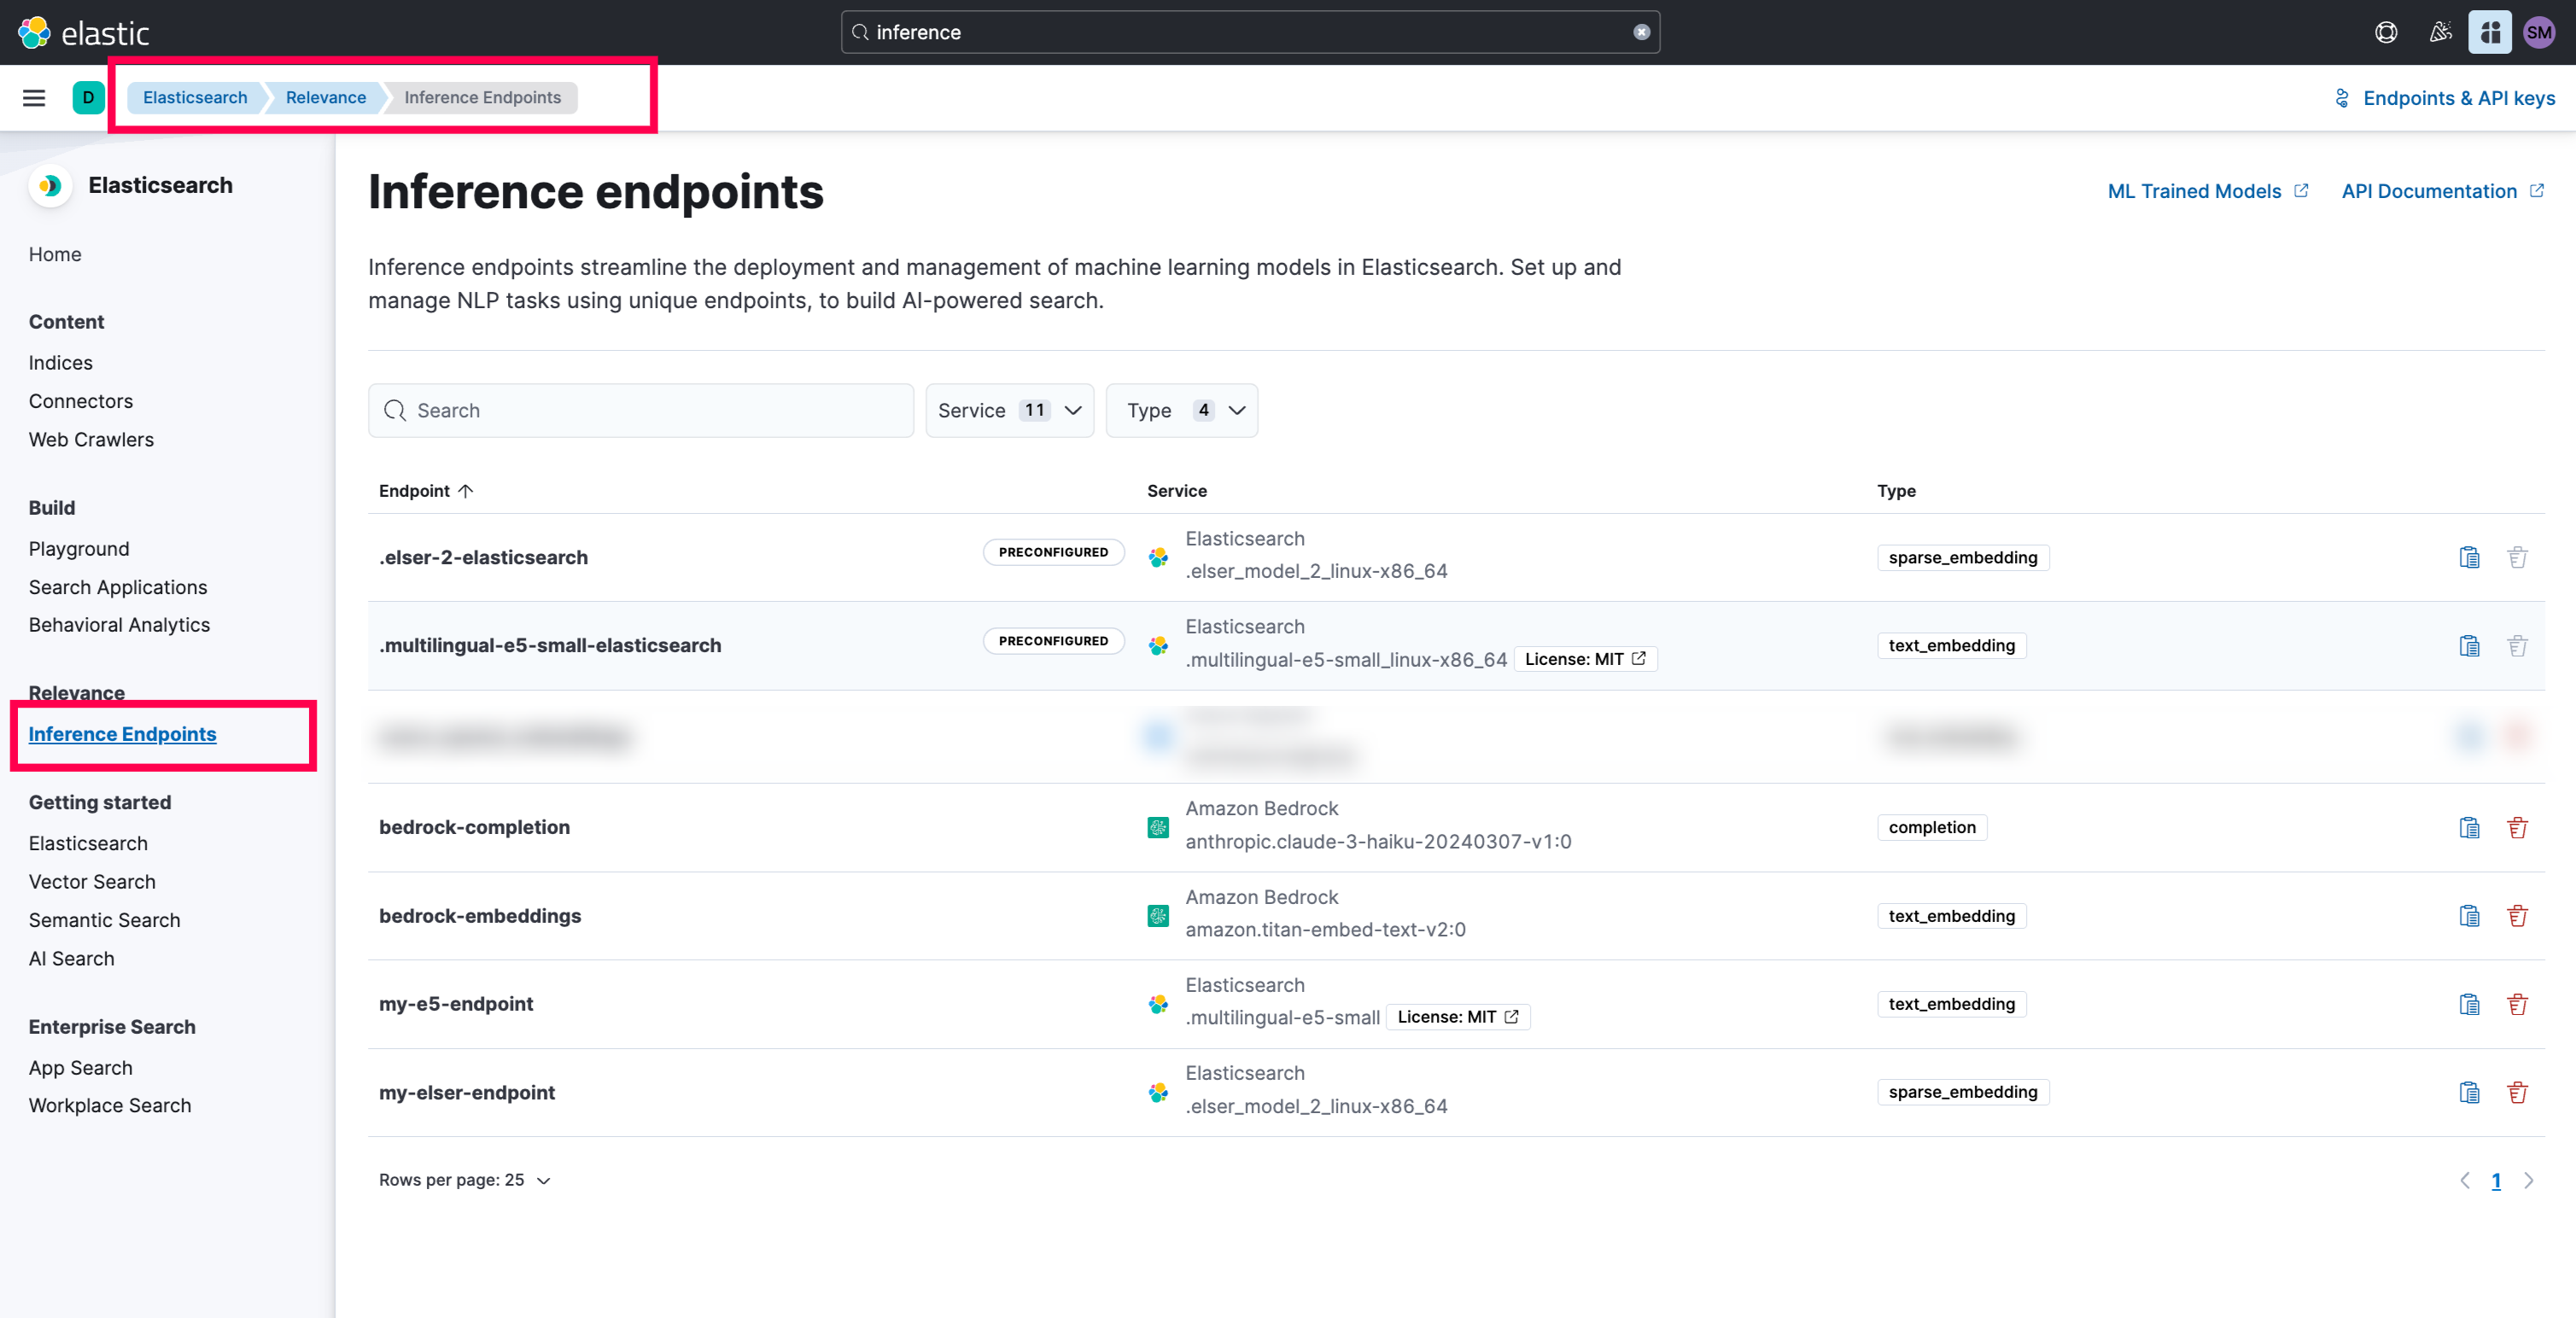 elastic
inference
SM
D
Elasticsearch
Relevance
Inference Endpoints
Endpoints & API keys
Elasticsearch
Home
Content
Indices
Connectors
Web Crawlers
Build
Playground
Search Applications
Behavioral Analytics
Relevance
Inference Endpoints
Getting started
Elasticsearch
Vector Search
Semantic Search
AI Search
Enterprise Search
App Search
Workplace Search
Inference endpoints
ML Trained Models
API Documentation
Inference endpoints streamline the deployment and management of machine learning models in Elasticsearch. Set up and
manage NLP tasks using unique endpoints, to build AI-powered search.
Search
Service 11
Type 4
Endpoint
Service
Type
.elser-2-elasticsearch
PRECONFIGURED
Elasticsearch
.elser_model_2_linux-x86_64
sparse_embedding
.multilingual-e5-small-elasticsearch
PRECONFIGURED
Elasticsearch
.multilingual-e5-small_linux-x86_64 License: MIT
text_embedding
bedrock-completion
Amazon Bedrock
anthropic.claude-3-haiku-20240307-v1:0
completion
bedrock-embeddings
Amazon Bedrock
amazon.titan-embed-text-v2:0
text_embedding
my-e5-endpoint
Elasticsearch
.multilingual-e5-small License: MIT
text_embedding
my-elser-endpoint
Elasticsearch
.elser_model_2_linux-x86_64
sparse_embedding
Rows per page: 25
1